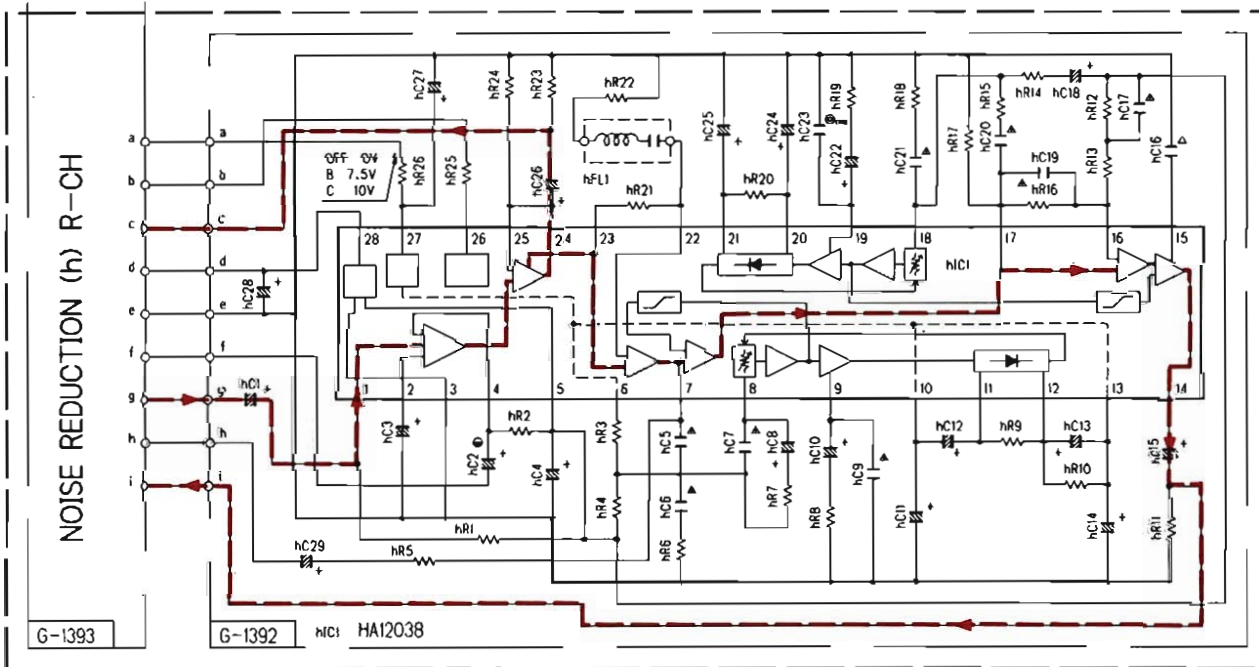 NOISE REDUCTION (h) R-CH
G-1393
G-1392
hIC1 HA12038
a
b
c
d
e
f
g
h
i
a
b
c
d
e
f
g
h
i
OFF ON
B 7.5V
C 10V
hC27
hR24
hR23
hR22
hR26
hR25
hC26
hFL1
hR21
hC25
hC24
hR20
hC23
hR19
hC22
hR18
hC21
hR17
hR15
hC20
hR14
hC18
hC19
hR16
hR12
hR13
hC17
hC16
28 27 26 25 24 23 22 21 20 19 18 17 16 15
hIC1
1 2 3 4 5 6 7 8 9 10 11 12 13 14
hC28
hC1
hC3
hC2
hR2
hC4
hR1
hC29
hR5
hR3
hR4
hC5
hC6
hR6
hC7
hC8
hR7
hC10
hR8
hC9
hC12
hC11
hR9
hC13
hR10
hC14
hC15
hR11